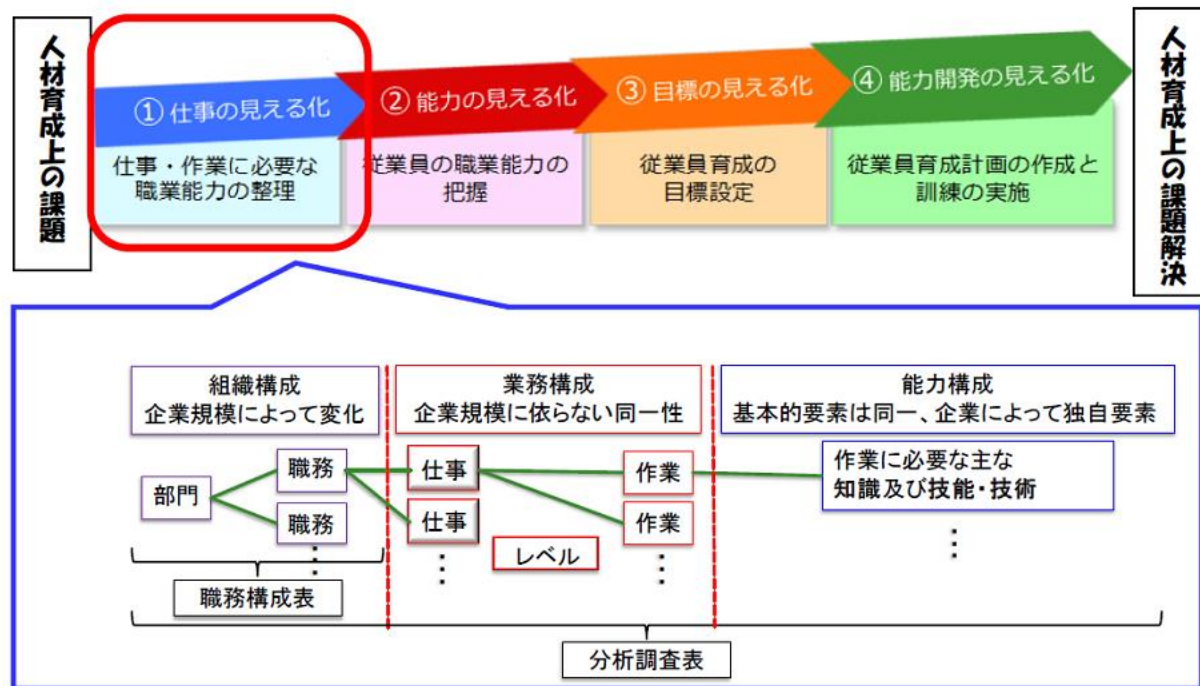 人材育成上の課題
① 仕事の見える化
仕事・作業に必要な
職業能力の整理
② 能力の見える化
従業員の職業能力の
把握
③ 目標の見える化
従業員育成の
目標設定
④ 能力開発の見える化
従業員育成計画の作成と
訓練の実施
人材育成上の課題解決
組織構成
企業規模によって変化
業務構成
企業規模に依らない同一性
能力構成
基本的要素は同一、企業によって独自要素
部門
職務
職務
仕事
仕事
レベル
作業
作業
作業に必要な主な
知識及び技能・技術
職務構成表
分析調査表